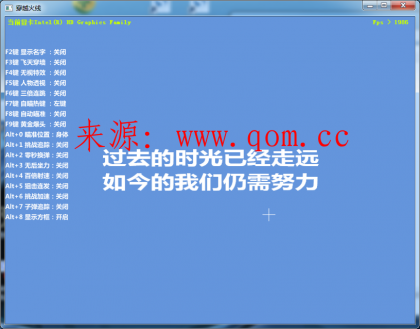 穿越火线
当前显卡Intel(R) HD Graphics Family
Fps > 1906
F2键 显示名字 : 关闭
F3键 飞天穿墙 : 关闭
F4键 无视特效 : 关闭
F5键 人物透视 : 关闭
F6键 三倍连跳 : 关闭
F7键 自瞄热键 : 左键
F8键 自动瞄准 : 关闭
F9键 黄金爆头 : 关闭
Alt+0 瞄准位置 : 身体
Alt+1 挑战追踪 : 关闭
Alt+2 零秒换弹 : 关闭
Alt+3 无后坐力 : 关闭
Alt+4 百倍射速 : 关闭
Alt+5 狙击连发 : 关闭
Alt+6 挑战加速 : 关闭
Alt+7 子弹追踪 : 关闭
Alt+8 显示方框 : 开启
来源: www.qom.cc
过去的时光已经走远
如今的我们仍需努力